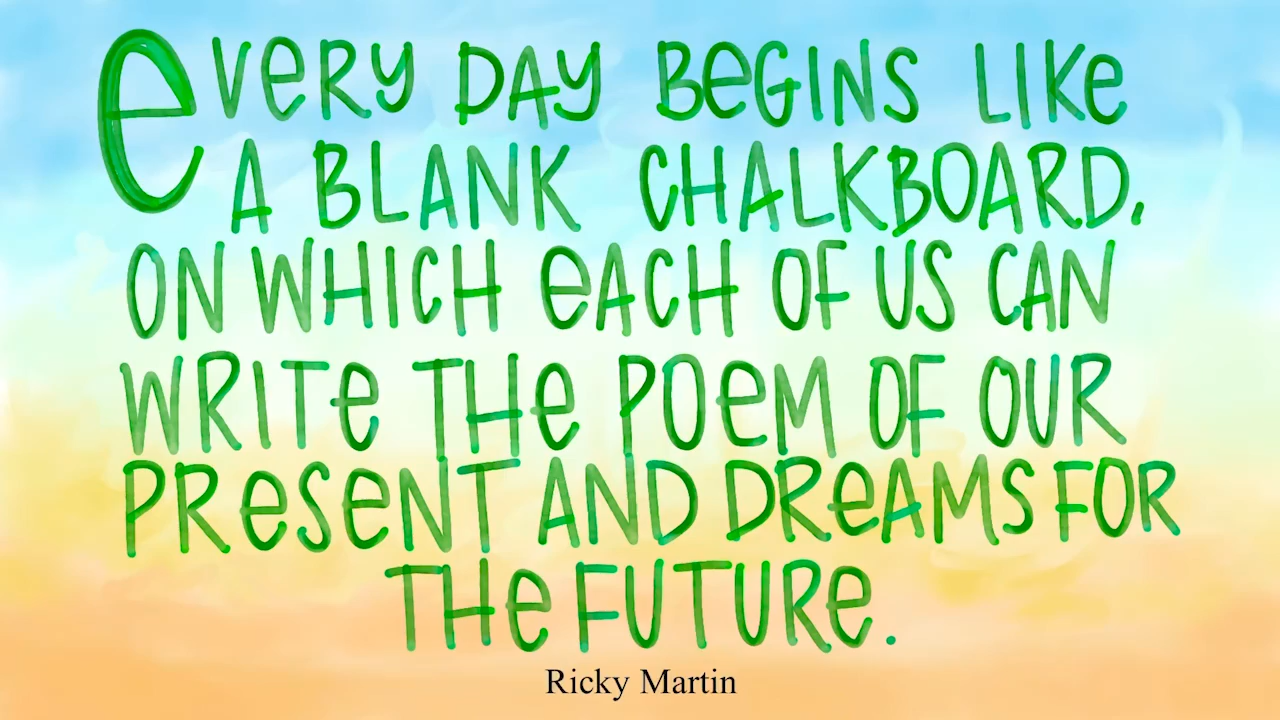 eVeRY DAY BeGINS LIKe
A BLANK CHALKBOARD,
ON WHICH eACH OF US CAN
WRITe THe POeM OF OUR
PReSeNT AND DReAMS FOR
THe FUTURe.
Ricky Martin